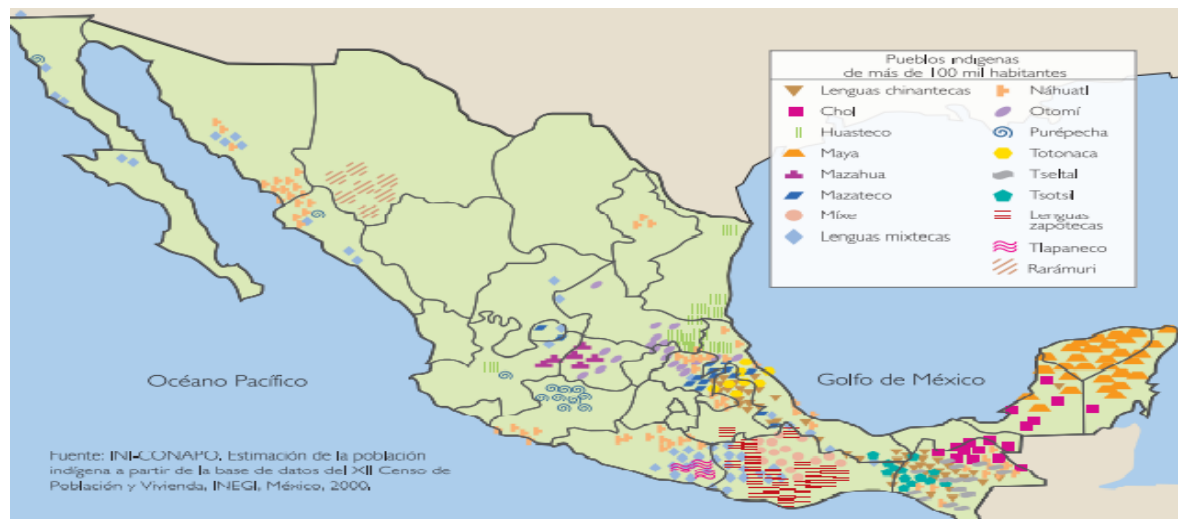 Pueblos indígenas
de más de 100 mil habitantes
Lenguas chinantecas
Chol
Huasteco
Maya
Mazahua
Mazateco
Mixe
Lenguas mixtecas
Náhuatl
Otomí
Purépecha
Totonaca
Tseltal
Tsotsil
Lenguas
zapotecas
Tlapaneco
Rarámuri
Océano Pacífico
Golfo de México
Fuente: INI-CONAPO. Estimación de la población
indígena a partir de la base de datos del XII Censo de
Población y Vivienda, INEGI, México, 2000.